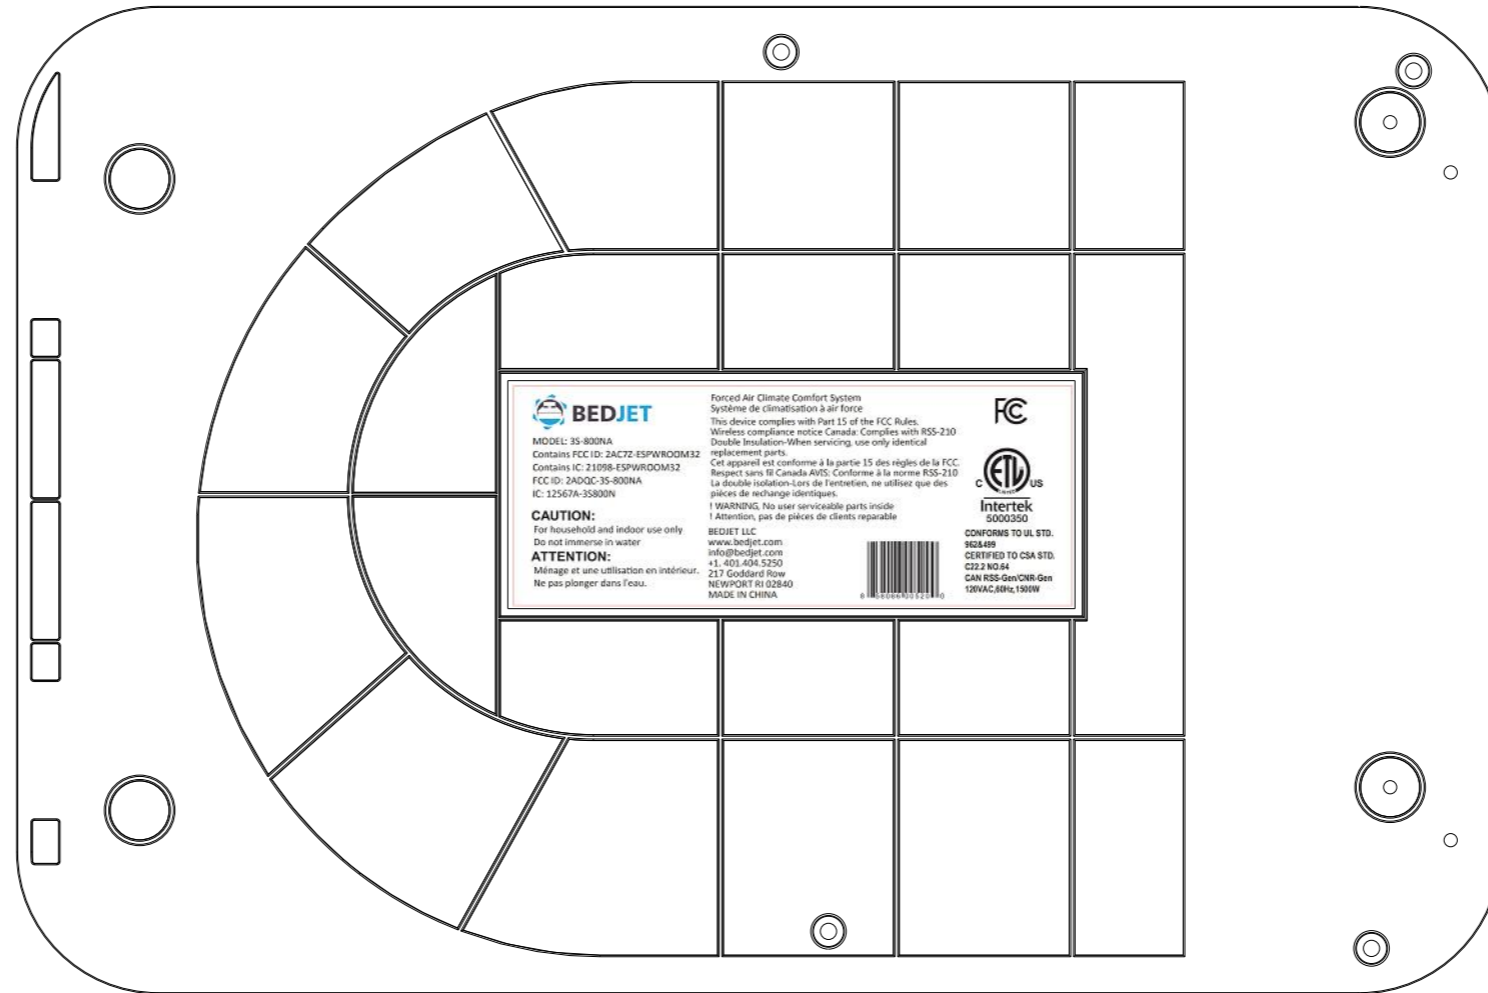 BEDJET
MODEL: 3S-800NA
Contains FCC ID: 2AC7Z-ESPWROOM32
Contains IC: 21098-ESPWROOM32
FCC ID: 2ADQC-3S-800NA
IC: 12567A-3S800N
CAUTION:
For household and indoor use only
Do not immerse in water
ATTENTION:
Ménage et une utilisation en intérieur.
Ne pas plonger dans l'eau.
Forced Air Climate Comfort System
Système de climatisation à air force
This device complies with Part 15 of the FCC Rules.
Wireless compliance notice Canada: Complies with RSS-210
Double Insulation-When servicing, use only identical
replacement parts.
Cet appareil est conforme à la partie 15 des règles de la FCC.
Respect sans fil Canada AVIS: Conforme à la norme RSS-210
La double isolation-Lors de l'entretien, ne utilisez que des
pièces de rechange identiques.
! WARNING, No user serviceable parts inside
! Attention, pas de pièces de clients reparable
BEDJET LLC
www.bedjet.com
info@bedjet.com
+1. 401.404.5250
217 Goddard Row
NEWPORT RI 02840
MADE IN CHINA
FC
ETL
C US
LISTED
Intertek
5000350
CONFORMS TO UL STD.
962&499
CERTIFIED TO CSA STD.
C22.2 NO.64
CAN RSS-Gen/CNR-Gen
120VAC,60Hz,1500W